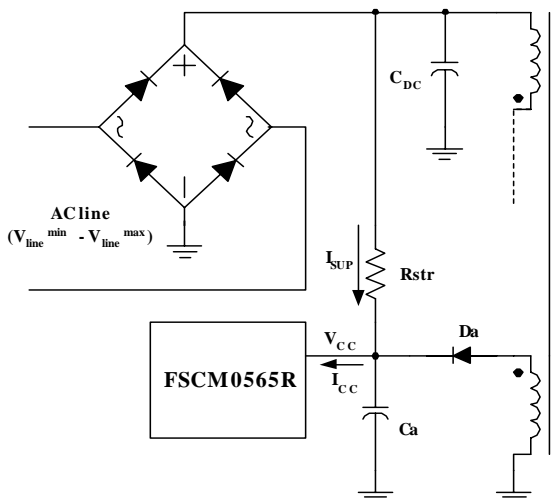 C_DC
AC line
(V_line^min - V_line^max)
I_SUP
Rstr
V_CC
Da
FSCM0565R
I_CC
Ca